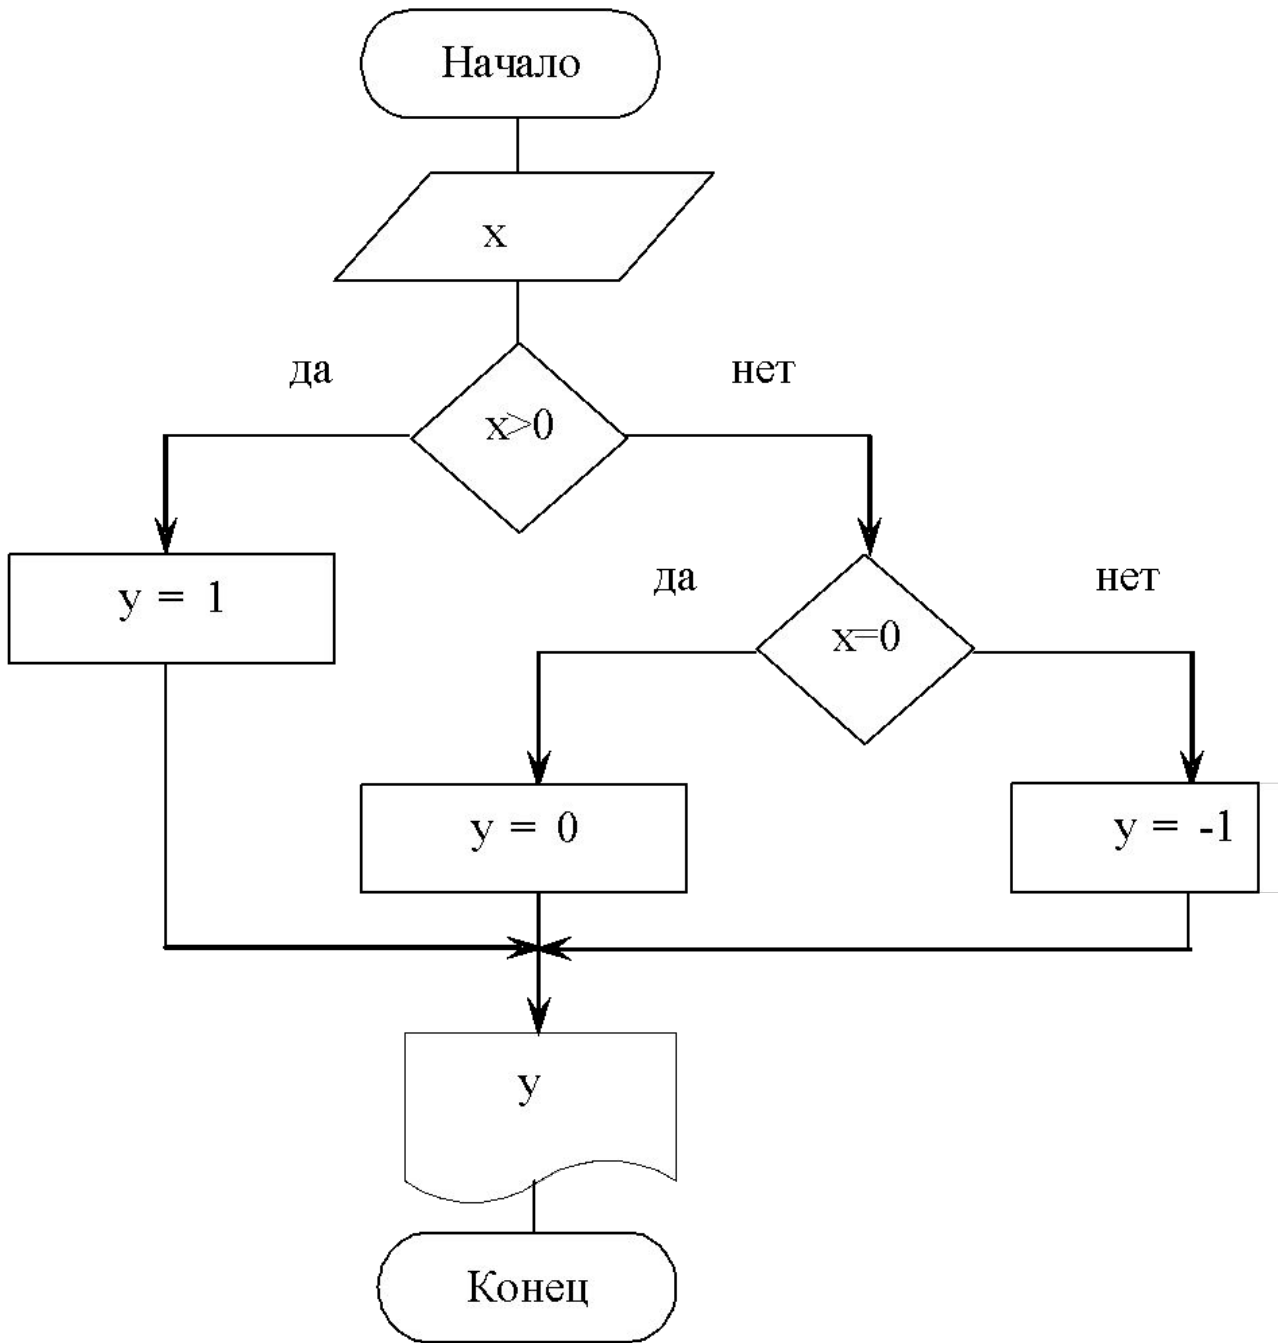 Начало
x
да
нет
x>0
y = 1
да
нет
x=0
y = 0
y = -1
y
Конец